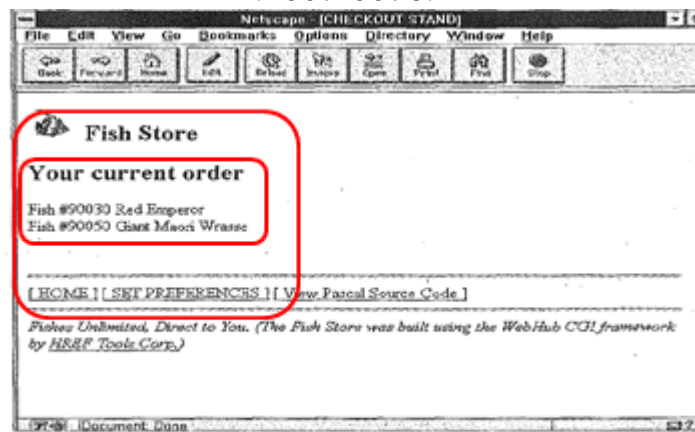 Netscape - [CHECKOUT STAND]
File Edit View Go Bookmarks Options Directory Window Help
Back Forward Home Edit Reload Images Open Print Find Stop
Fish Store
Your current order
Fish #90030 Red Emperor
Fish #90050 Giant Maori Wrasse
[ HOME ] [ SET PREFERENCES ] [ View Pascal Source Code ]
Fishes Unlimited, Direct to You. (The Fish Store was built using the WebHub CGI framework
by HREF Tools Corp.)
Document: Done